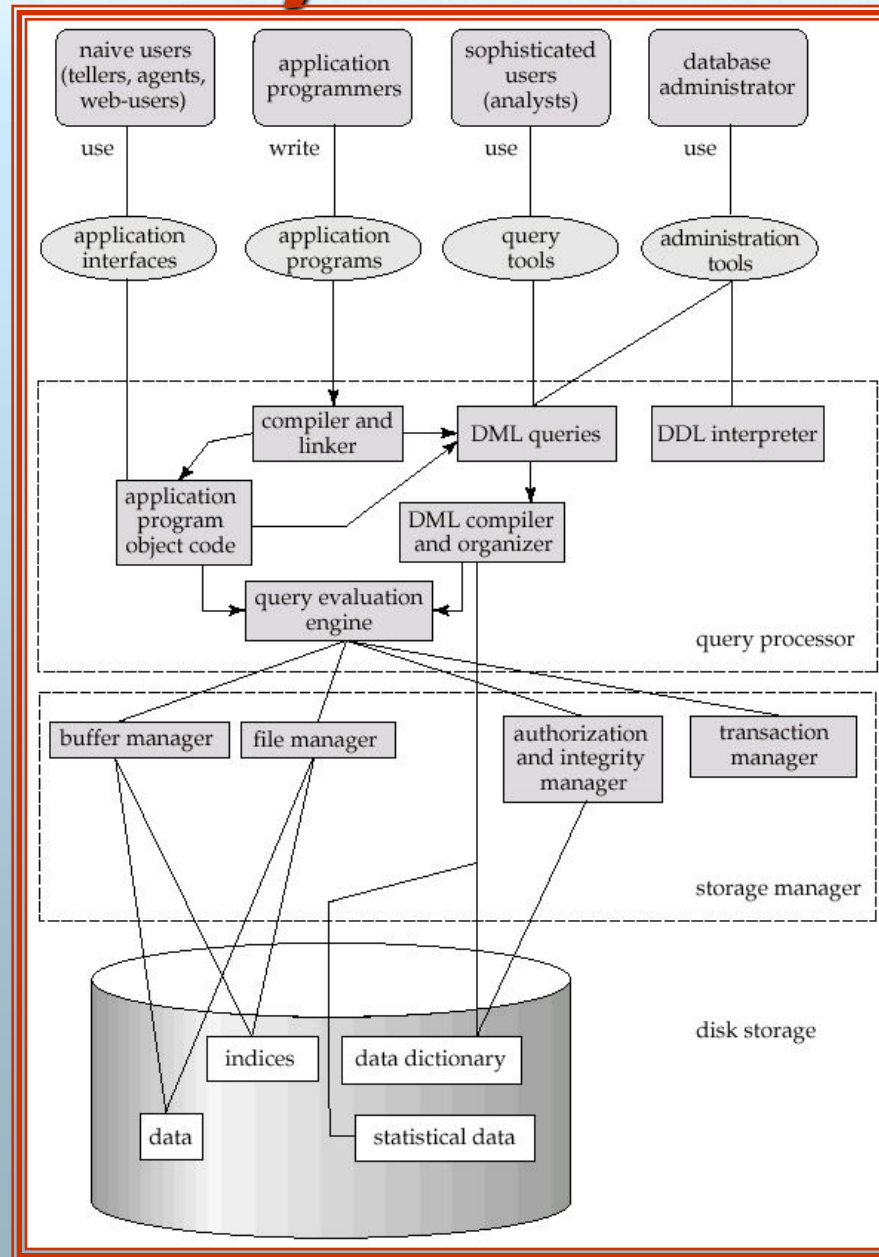 naive users
(tellers, agents,
web-users)
application
programmers
sophisticated
users
(analysts)
database
administrator
use
write
use
use
application
interfaces
application
programs
query
tools
administration
tools
compiler and
linker
DML queries
DDL interpreter
application
program
object code
DML compiler
and organizer
query evaluation
engine
query processor
buffer manager
file manager
authorization
and integrity
manager
transaction
manager
storage manager
disk storage
indices
data dictionary
data
statistical data